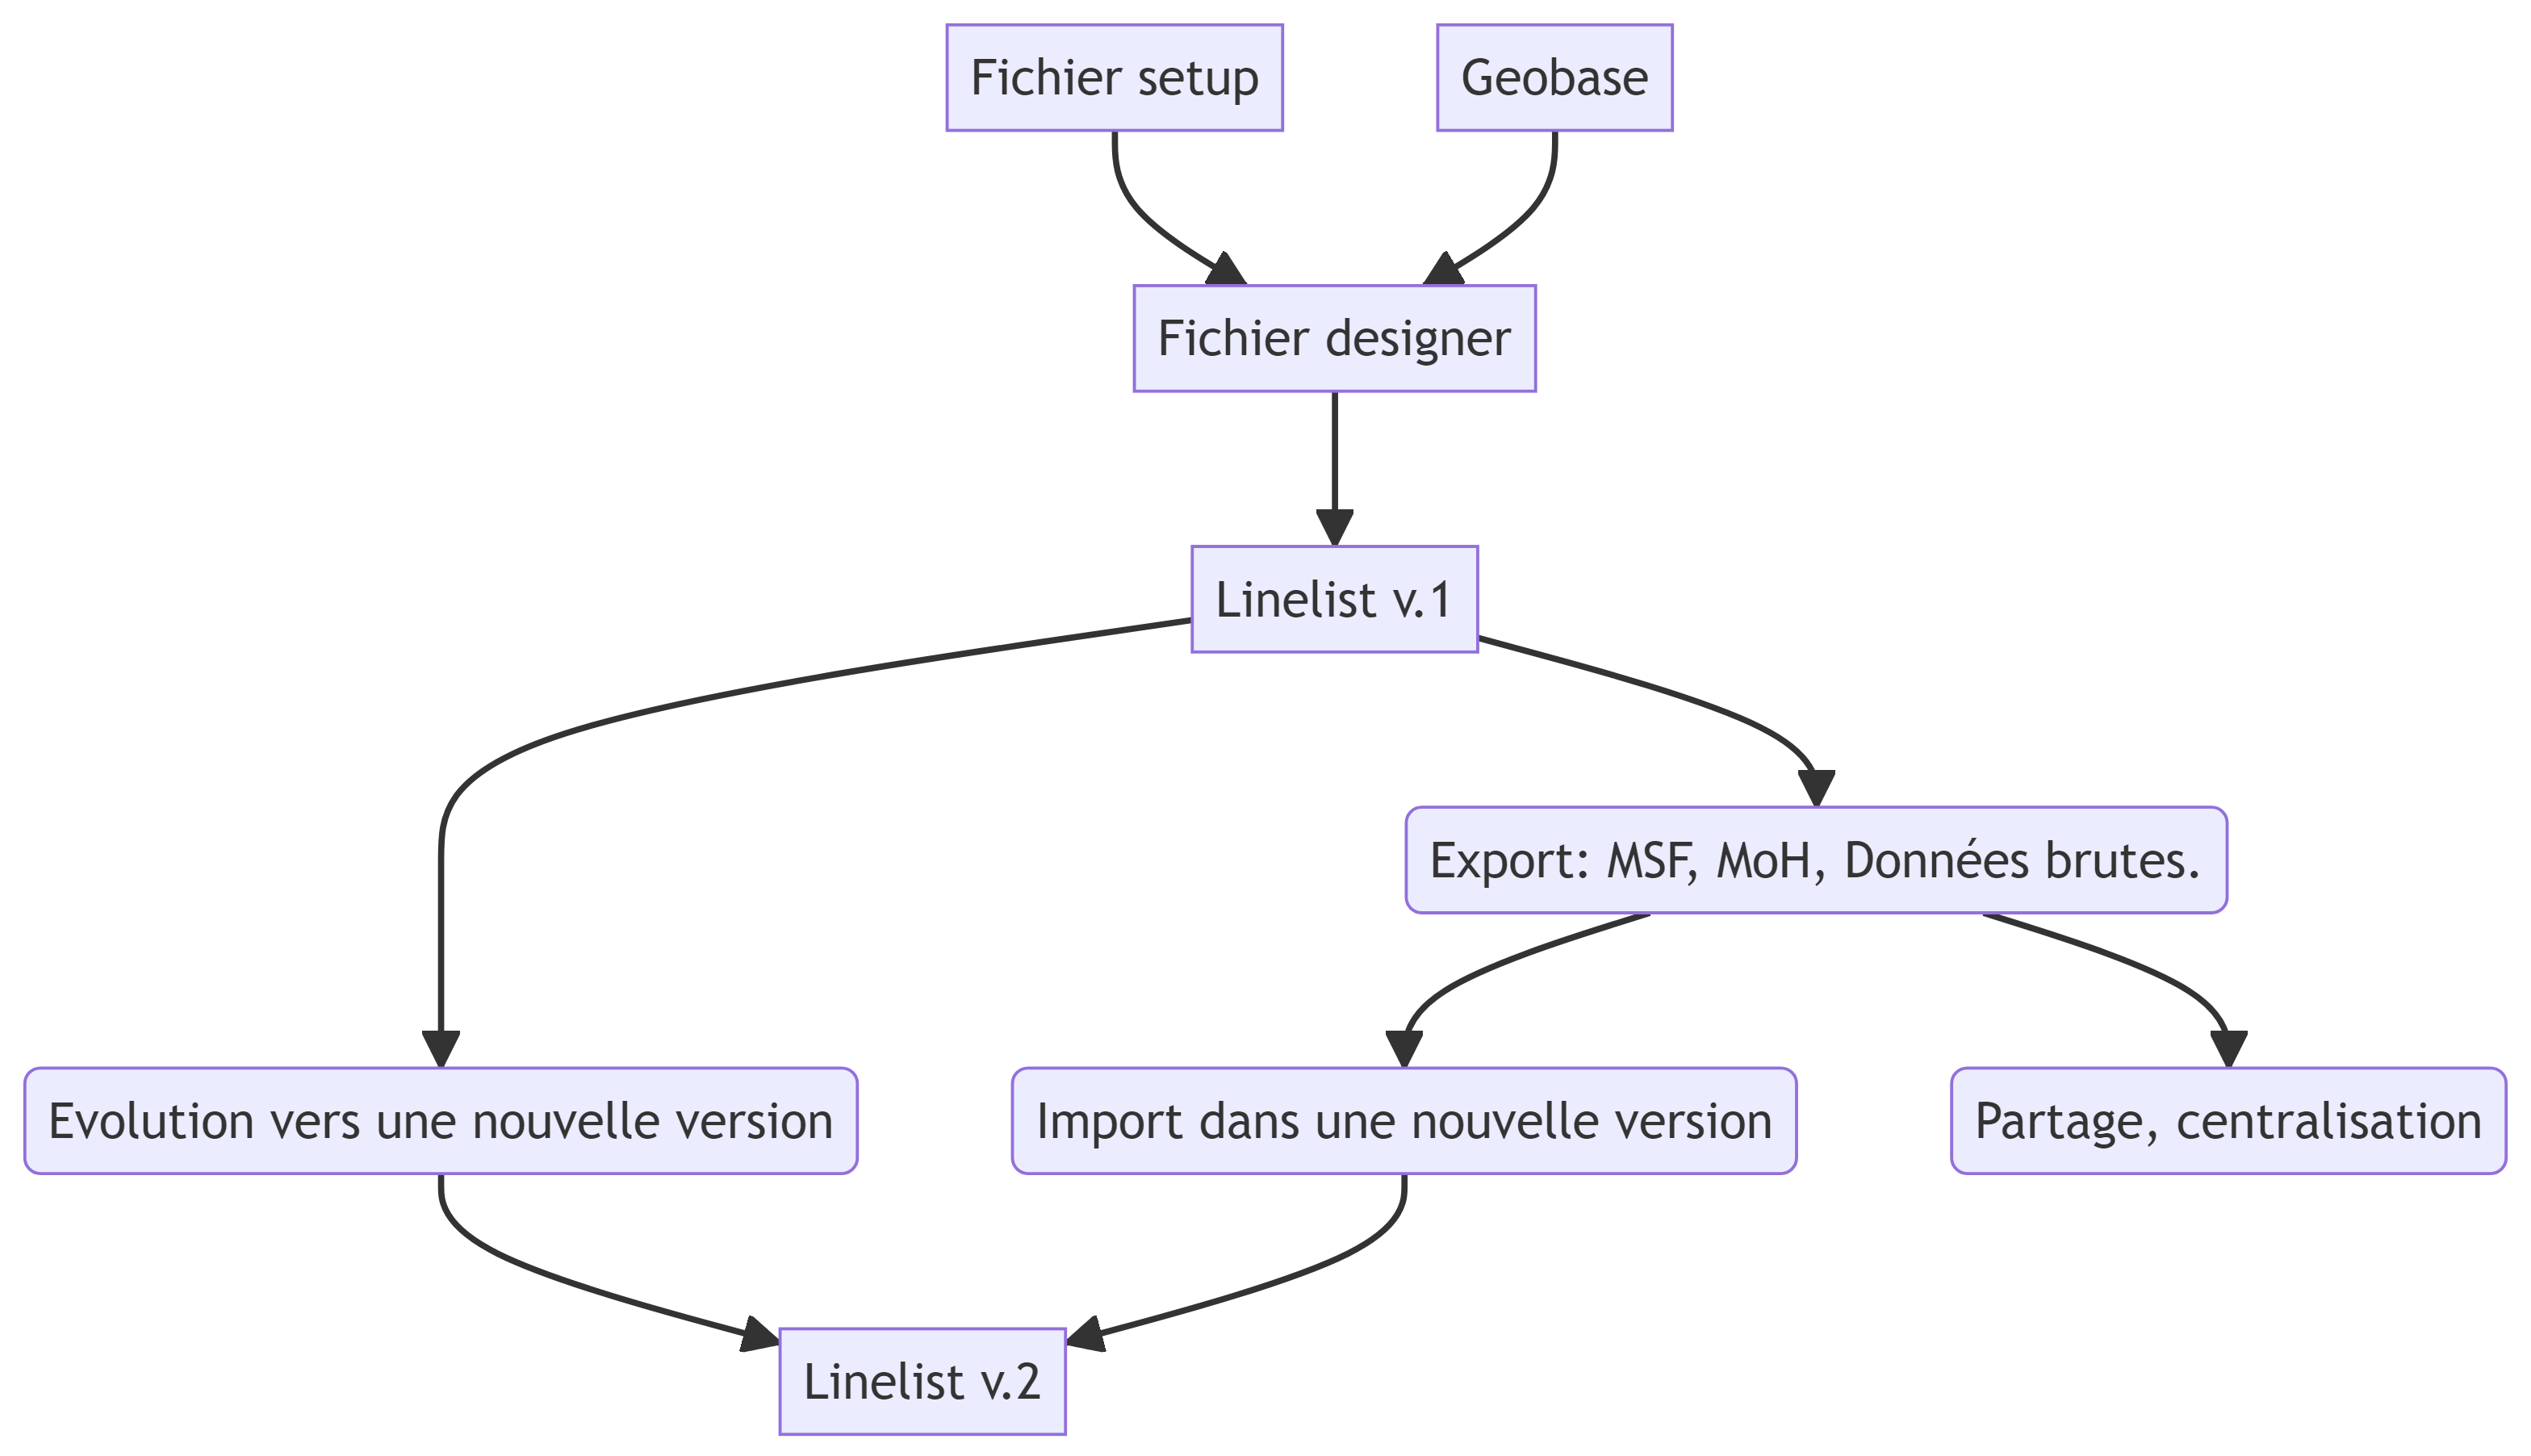 Fichier setup
Geobase
Fichier designer
Linelist v.1
Export: MSF, MoH, Données brutes.
Evolution vers une nouvelle version
Import dans une nouvelle version
Partage, centralisation
Linelist v.2